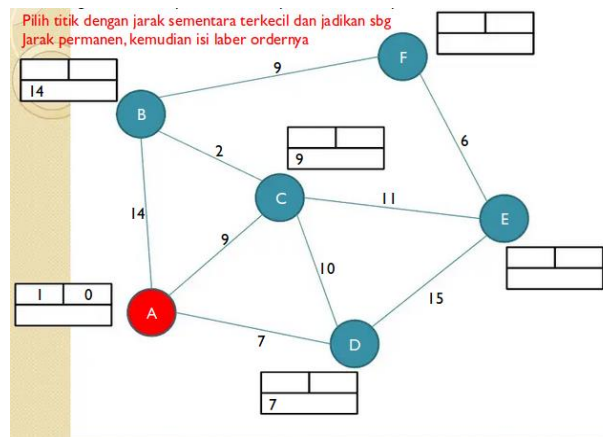 Pilih titik dengan jarak sementara terkecil dan jadikan sbg
Jarak permanen, kemudian isi laber ordernya
F
9
14
B
6
2
9
C
11
E
14
9
10
1 0
A
15
7
D
7